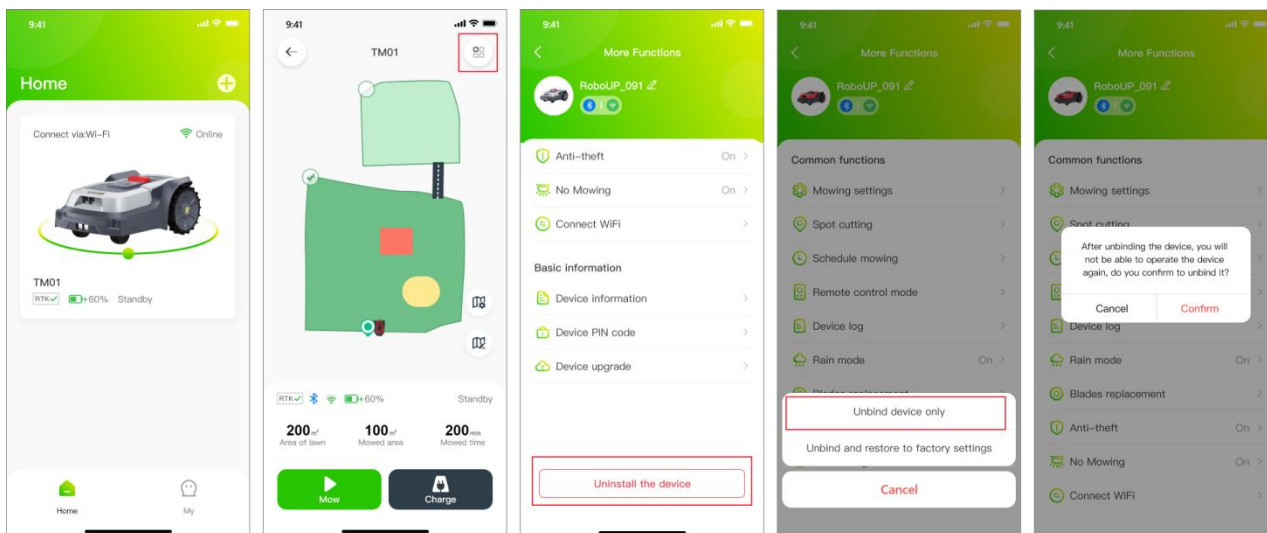 9:41
Home
Connect via:Wi-Fi
Online
TM01
RTK
60% Standby
Home
My
9:41
TM01
RTK
60%
Standby
200 m²
100 m²
200 min
Area of lawn
Mowed area
Mowed time
Mow
Charge
9:41
More Functions
RoboUP_091
Anti-theft
On
No Mowing
On
Connect WiFi
Basic information
Device information
Device PIN code
Device upgrade
Uninstall the device
9:41
More Functions
RoboUP_091
Common functions
Mowing settings
Spot cutting
Schedule mowing
Remote control mode
Device log
Rain mode
On
Blades replacement
Unbind device only
Unbind and restore to factory settings
Cancel
9:41
More Functions
RoboUP_091
Common functions
Mowing settings
Spot cutting
After unbinding the device, you will
not be able to operate the device
again, do you confirm to unbind it?
Cancel
Confirm
Device log
Rain mode
On
Blades replacement
Anti-theft
On
No Mowing
On
Connect WiFi